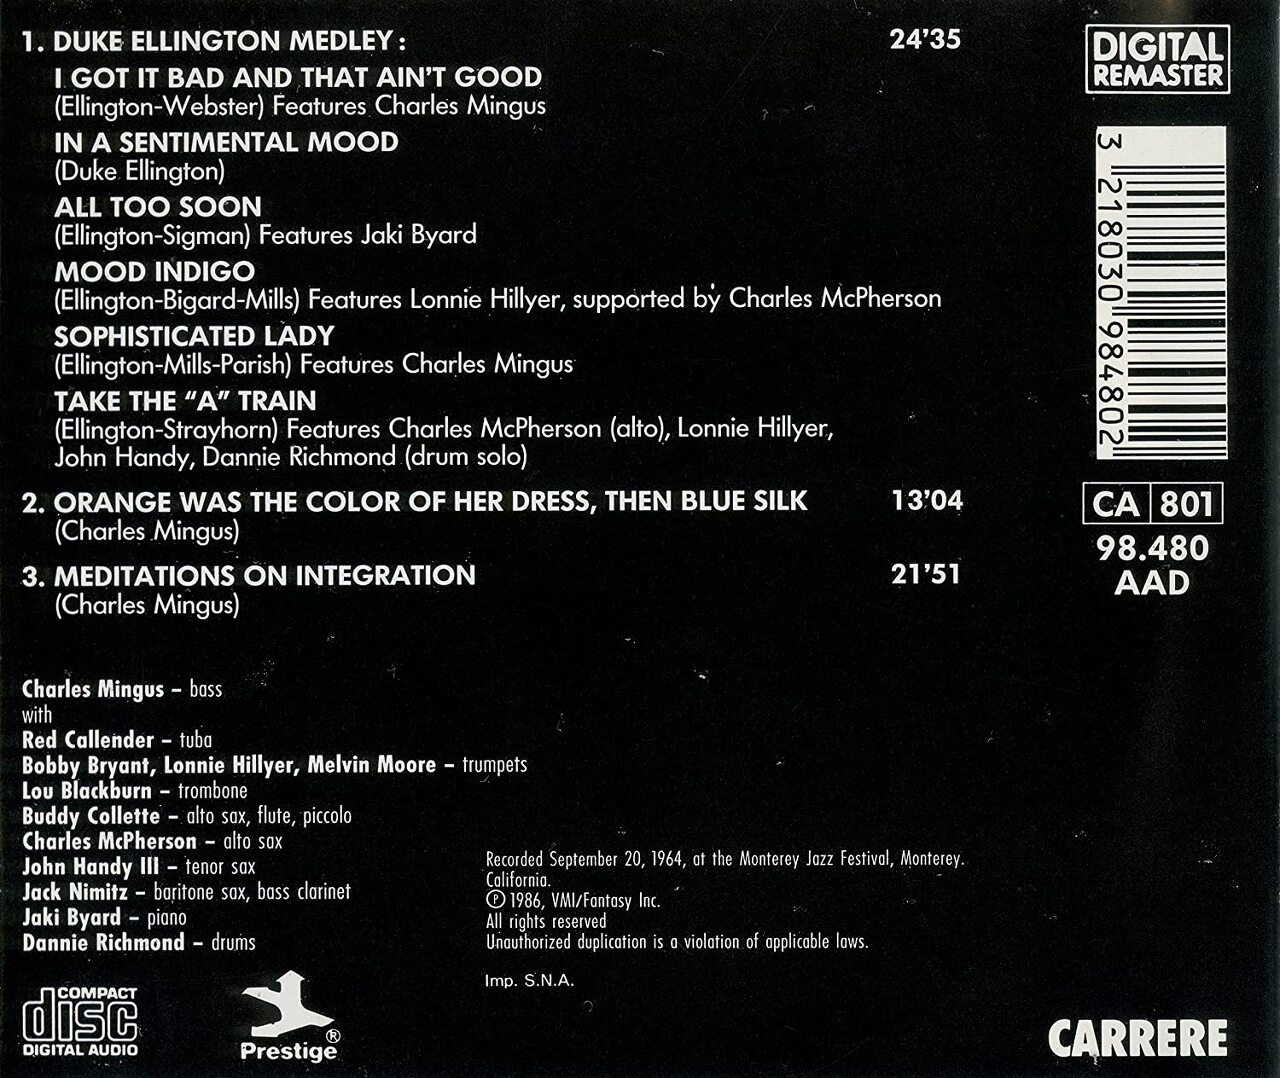 1. DUKE ELLINGTON MEDLEY: 24'35
I GOT IT BAD AND THAT AIN'T GOOD
(Ellington-Webster) Features Charles Mingus
IN A SENTIMENTAL MOOD
(Duke Ellington)
ALL TOO SOON
(Ellington-Sigman) Features Jaki Byard
MOOD INDIGO
(Ellington-Bigard-Mills) Features Lonnie Hillyer, supported by Charles McPherson
SOPHISTICATED LADY
(Ellington-Mills-Parish) Features Charles Mingus
TAKE THE “A” TRAIN
(Ellington-Strayhorn) Features Charles McPherson (alto), Lonnie Hillyer,
John Handy, Dannie Richmond (drum solo)
2. ORANGE WAS THE COLOR OF HER DRESS, THEN BLUE SILK 13'04
(Charles Mingus)
3. MEDITATIONS ON INTEGRATION 21'51
(Charles Mingus)
DIGITAL
REMASTER
3 218030 984802
CA 801
98.480
AAD
Charles Mingus – bass
with
Red Callender – tuba
Bobby Bryant, Lonnie Hillyer, Melvin Moore – trumpets
Lou Blackburn – trombone
Buddy Collette – alto sax, flute, piccolo
Charles McPherson – alto sax
John Handy III – tenor sax
Jack Nimitz – baritone sax, bass clarinet
Jaki Byard – piano
Dannie Richmond – drums
Recorded September 20, 1964, at the Monterey Jazz Festival, Monterey.
California.
Ⓟ 1986, VMI/Fantasy Inc.
All rights reserved
Unauthorized duplication is a violation of applicable laws.
Imp. S.N.A.
COMPACT
disc
DIGITAL AUDIO
Prestige®
CARRERE